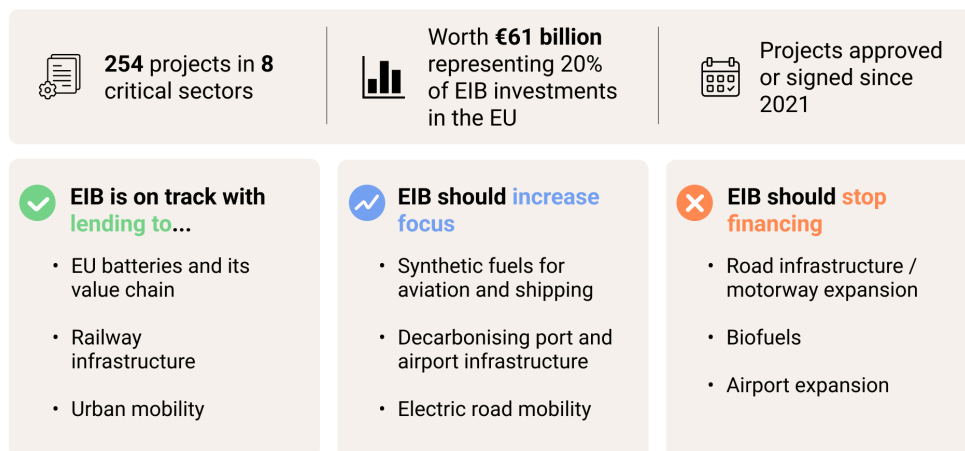 254 projects in 8
critical sectors
Worth €61 billion
representing 20%
of EIB investments
in the EU
Projects approved
or signed since
2021
EIB is on track with
lending to...
• EU batteries and its
value chain
• Railway
infrastructure
• Urban mobility
EIB should increase
focus
• Synthetic fuels for
aviation and shipping
• Decarbonising port and
airport infrastructure
• Electric road mobility
EIB should stop
financing
• Road infrastructure /
motorway expansion
• Biofuels
• Airport expansion